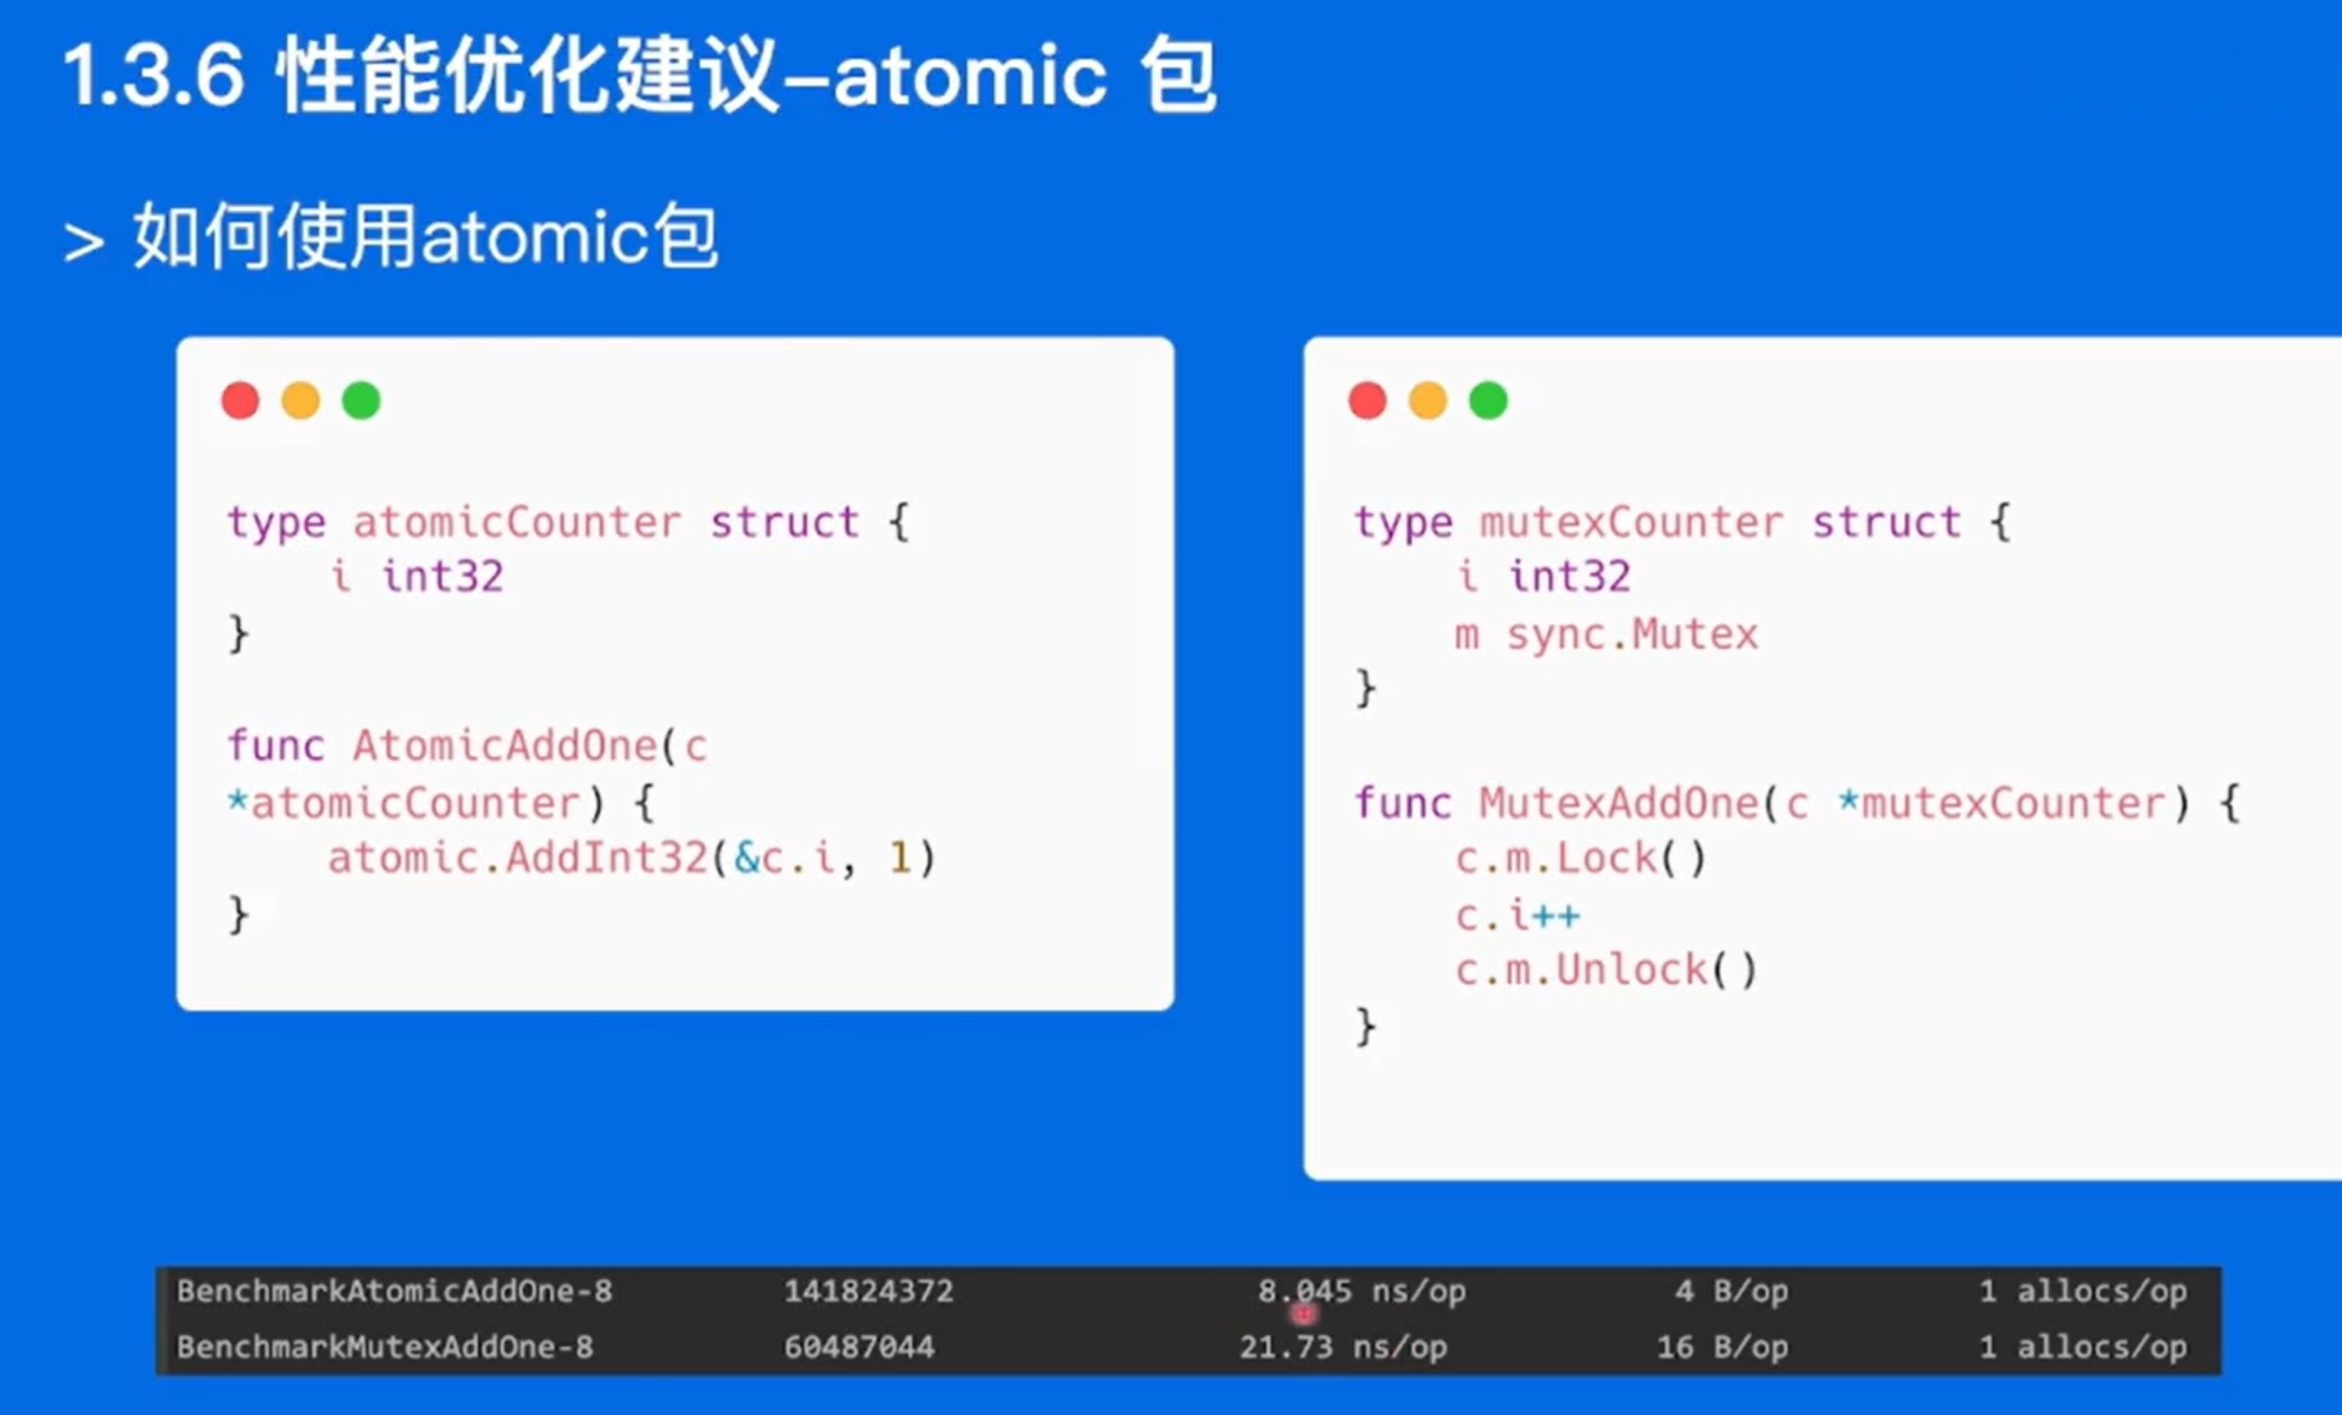 1.3.6 性能优化建议–atomic 包
> 如何使用atomic包
type atomicCounter struct {
    i int32
}
func AtomicAddOne(c
*atomicCounter) {
    atomic.AddInt32(&c.i, 1)
}
type mutexCounter struct {
    i int32
    m sync.Mutex
}
func MutexAddOne(c *mutexCounter) {
    c.m.Lock()
    c.i++
    c.m.Unlock()
}
BenchmarkAtomicAddOne-8 141824372 8.045 ns/op 4 B/op 1 allocs/op
BenchmarkMutexAddOne-8 60487044 21.73 ns/op 16 B/op 1 allocs/op